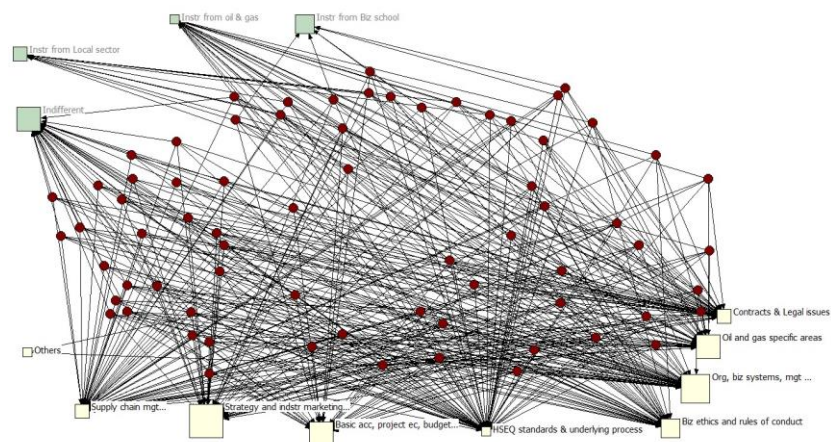 Instr from oil & gas
Instr from Biz school
Instr from Local sector
Indifferent
Contracts & Legal issues
Oil and gas specific areas
Org, biz systems, mgt ...
Others
Supply chain mgt...
Strategy and indstr marketing...
Basic acc, project ec, budget...
HSEQ standards & underlying process
Biz ethics and rules of conduct